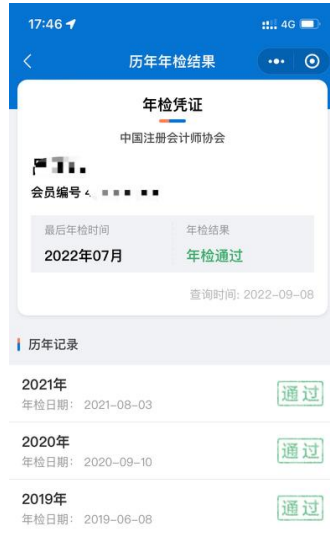 17:46
4G
历年年检结果
年检凭证
中国注册会计师协会
会员编号
最后年检时间
年检结果
2022年07月
年检通过
查询时间: 2022-09-08
历年记录
2021年
年检日期: 2021-08-03
通过
2020年
年检日期: 2020-09-10
通过
2019年
年检日期: 2019-06-08
通过